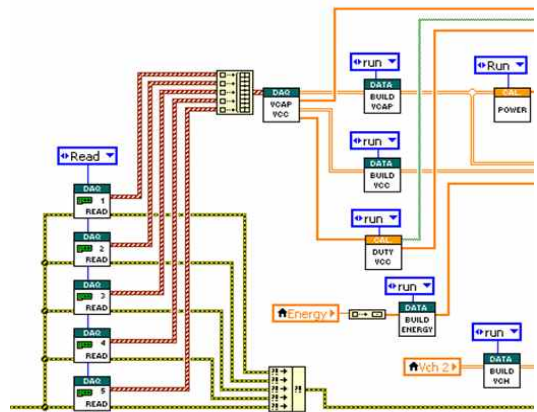 run
Run
DAQ
VCAP
VCC
DATA
BUILD
VCAP
CAL
POWER
Read
run
DATA
BUILD
VCC
DAQ
1
READ
run
DAQ
2
READ
CAL
DUTY
VCC
DAQ
3
READ
run
Energy
DATA
BUILD
ENERGY
DAQ
4
READ
run
Vch 2
DATA
BUILD
VCH
DAQ
5
READ